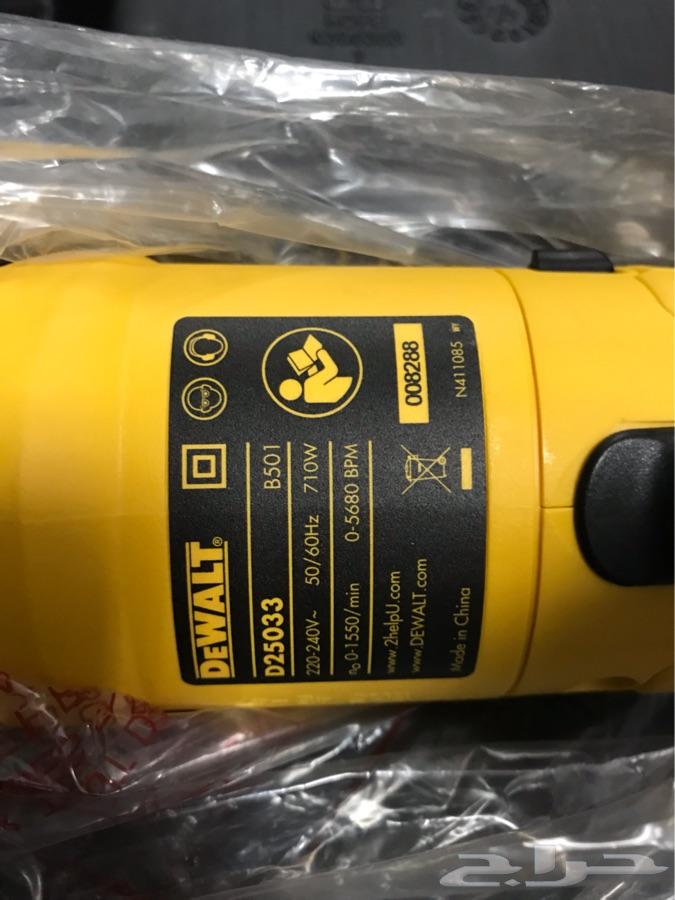 DEWALT®
D25033 B501
220-240V~ 50/60Hz 710W
n₀ 0-1550/min 0-5680 BPM
www.2helpU.com
www.DEWALT.com
Made in China
008288
N411085 WY
حراج